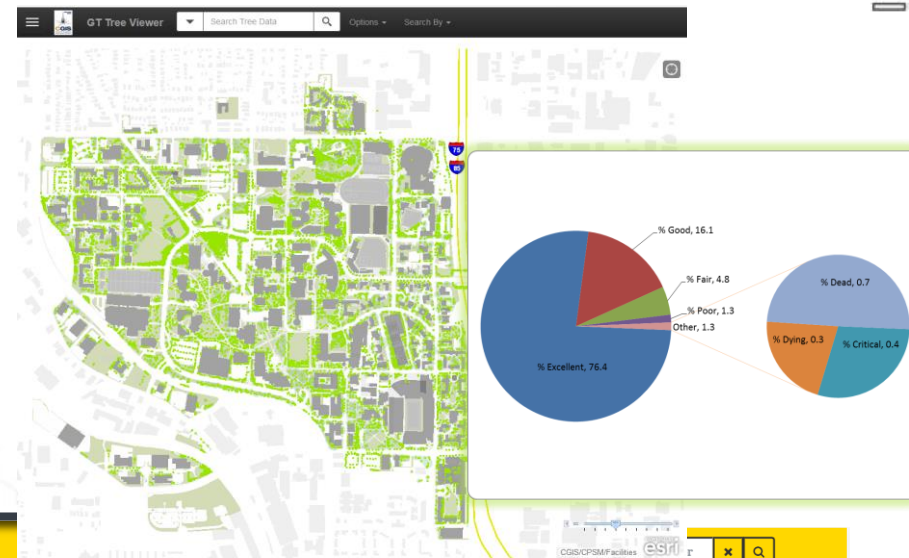 GT Tree Viewer
Search Tree Data
Options
Search By
CGIS
75
85
% Good, 16.1
% Fair, 4.8
% Poor, 1.3
Other, 1.3
% Excellent, 76.4
% Dead, 0.7
% Dying, 0.3
% Critical, 0.4
CGIS/CPSM/Facilities
esri
r